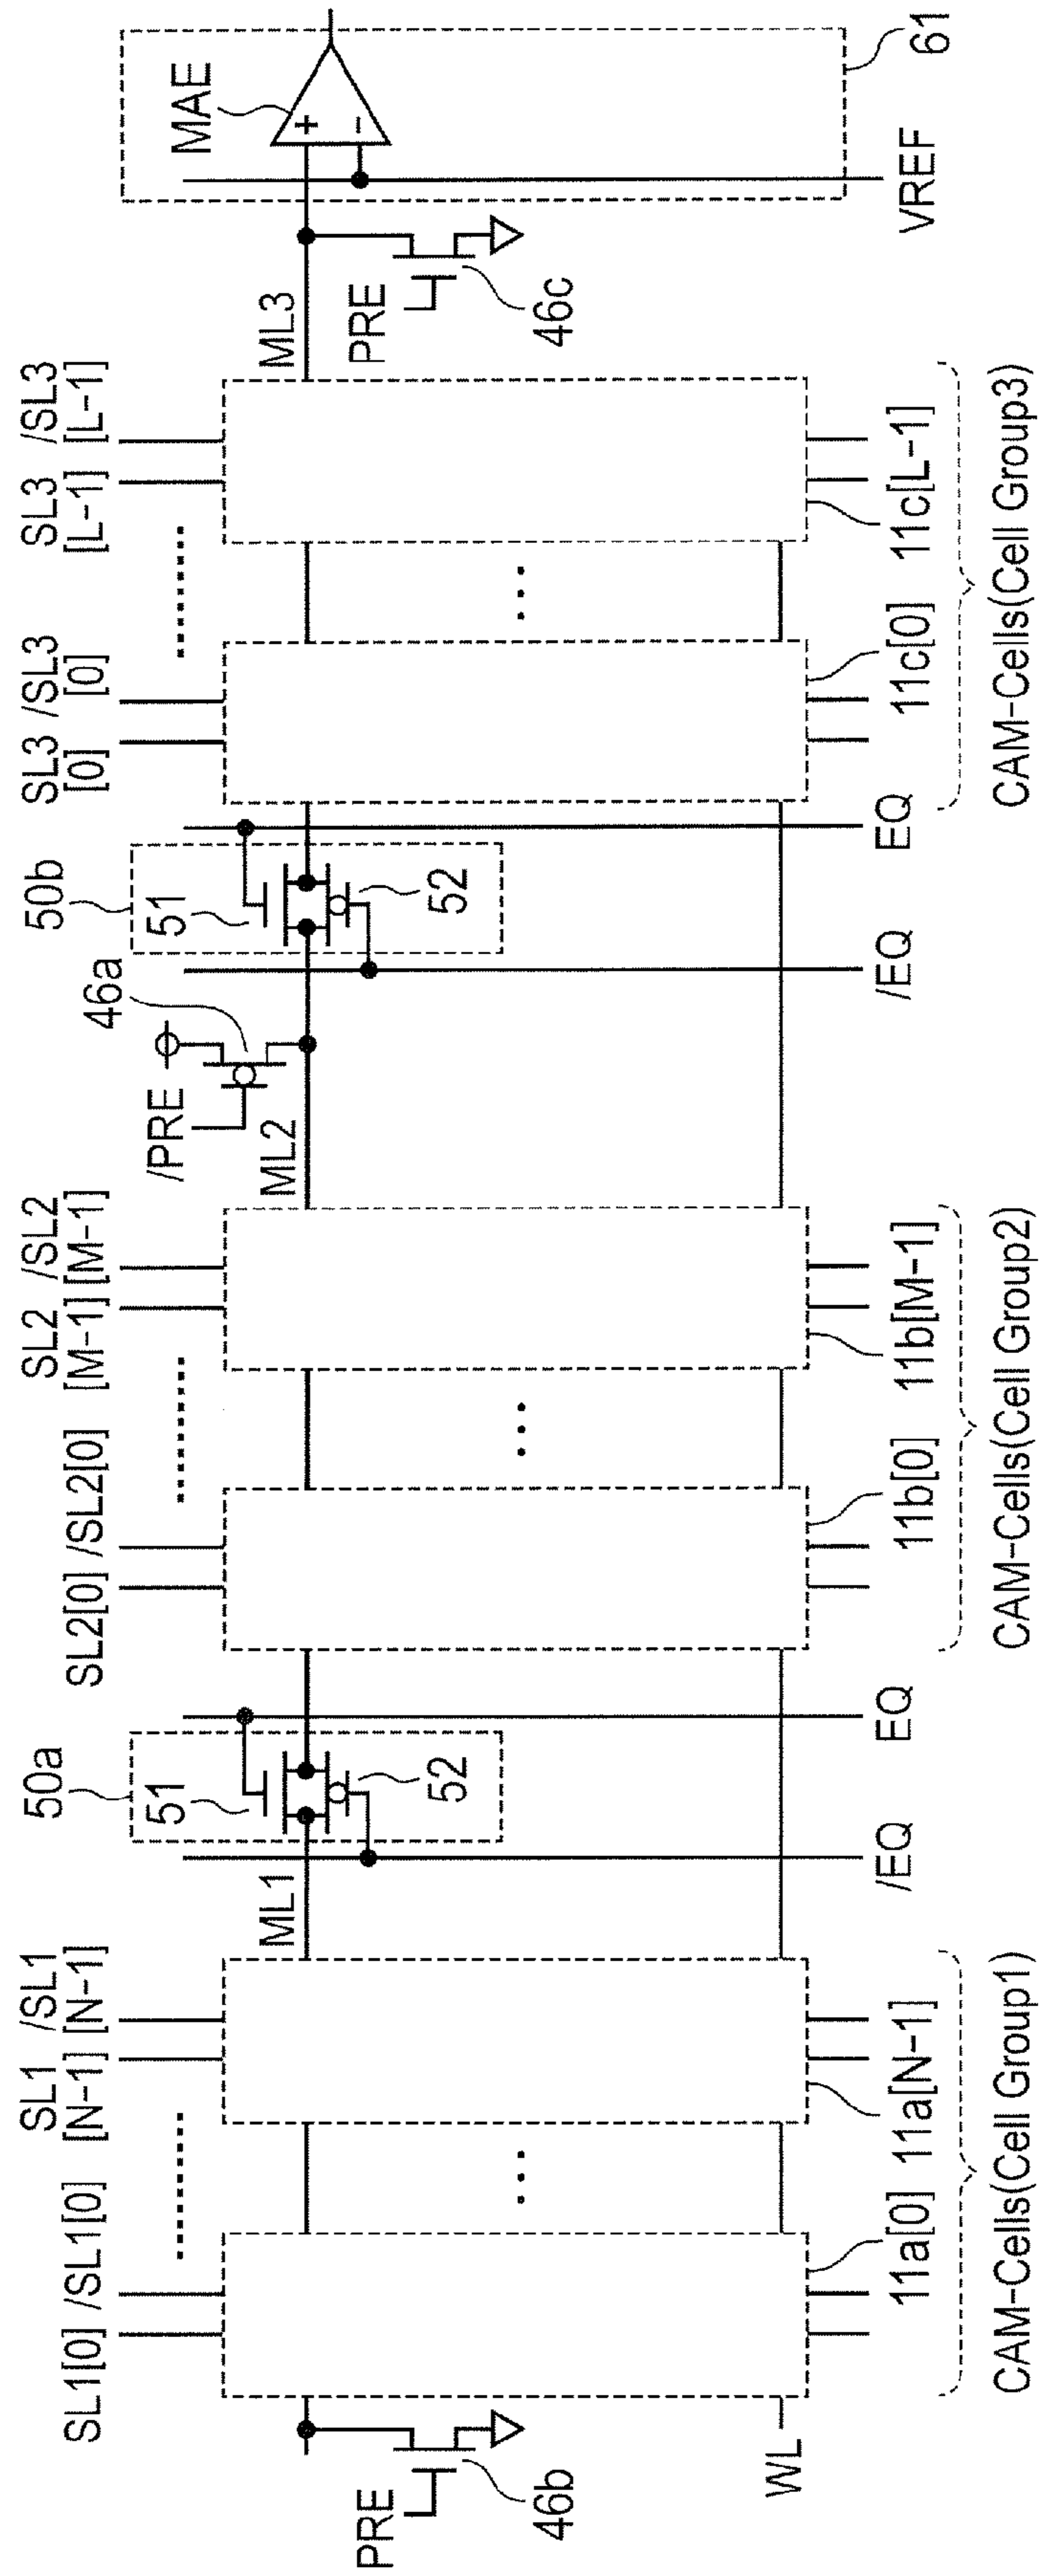 SL1[0] /SL1[0]
SL1
[N-1]
/SL1
[N-1]
50a
SL2[0] /SL2[0]
SL2
[M-1]
/SL2
[M-1]
46a
50b
SL3
[0]
/SL3
[0]
SL3
[L-1]
/SL3
[L-1]
/PRE
51
51
MAE
ML1
ML2
ML3
+
-
PRE
52
52
PRE
46b
46c
WL
11a[0]
11a[N-1]
/EQ
EQ
11b[0]
11b[M-1]
/EQ
EQ
11c[0]
11c[L-1]
VREF
61
CAM-Cells(Cell Group1)
CAM-Cells(Cell Group2)
CAM-Cells(Cell Group3)